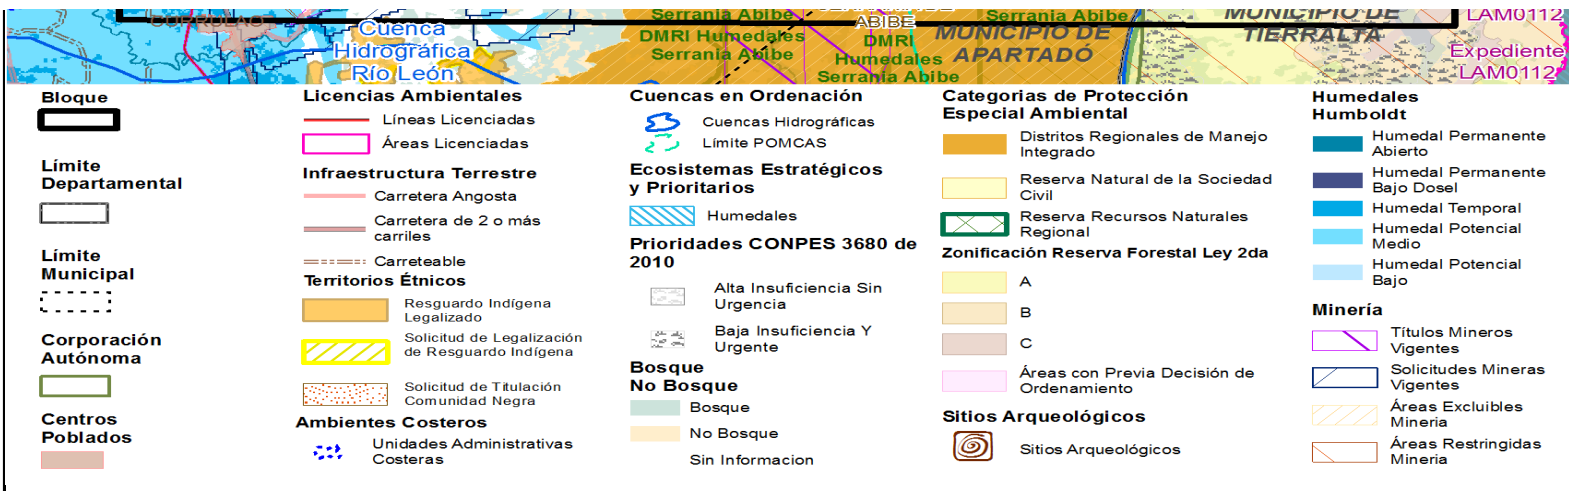 CURRULAO
Cuenca
Hidrográfica
Río León
Serranía Abibe
DMRI Humedales
Serranía Abibe
ABIBE
DMRI
Humedales
Serranía Abibe
Serranía Abibe
MUNICIPIO DE
APARTADÓ
MUNICIPIO DE
TIERRALTA
LAM0112
Expediente
LAM0112
Bloque
Límite
Departamental
Límite
Municipal
Corporación
Autónoma
Centros
Poblados
Licencias Ambientales
Líneas Licenciadas
Áreas Licenciadas
Infraestructura Terrestre
Carretera Angosta
Carretera de 2 o más
carriles
Carreteable
Territorios Étnicos
Resguardo Indígena
Legalizado
Solicitud de Legalización
de Resguardo Indígena
Solicitud de Titulación
Comunidad Negra
Ambientes Costeros
Unidades Administrativas
Costeras
Cuencas en Ordenación
Cuencas Hidrográficas
Límite POMCAS
Ecosistemas Estratégicos
y Prioritarios
Humedales
Prioridades CONPES 3680 de
2010
Alta Insuficiencia Sin
Urgencia
Baja Insuficiencia Y
Urgente
Bosque
No Bosque
Bosque
No Bosque
Sin Informacion
Categorias de Protección
Especial Ambiental
Distritos Regionales de Manejo
Integrado
Reserva Natural de la Sociedad
Civil
Reserva Recursos Naturales
Regional
Zonificación Reserva Forestal Ley 2da
A
B
C
Áreas con Previa Decisión de
Ordenamiento
Sitios Arqueológicos
Sitios Arqueológicos
Humedales
Humboldt
Humedal Permanente
Abierto
Humedal Permanente
Bajo Dosel
Humedal Temporal
Humedal Potencial
Medio
Humedal Potencial
Bajo
Minería
Títulos Mineros
Vigentes
Solicitudes Mineras
Vigentes
Áreas Excluibles
Mineria
Áreas Restringidas
Mineria